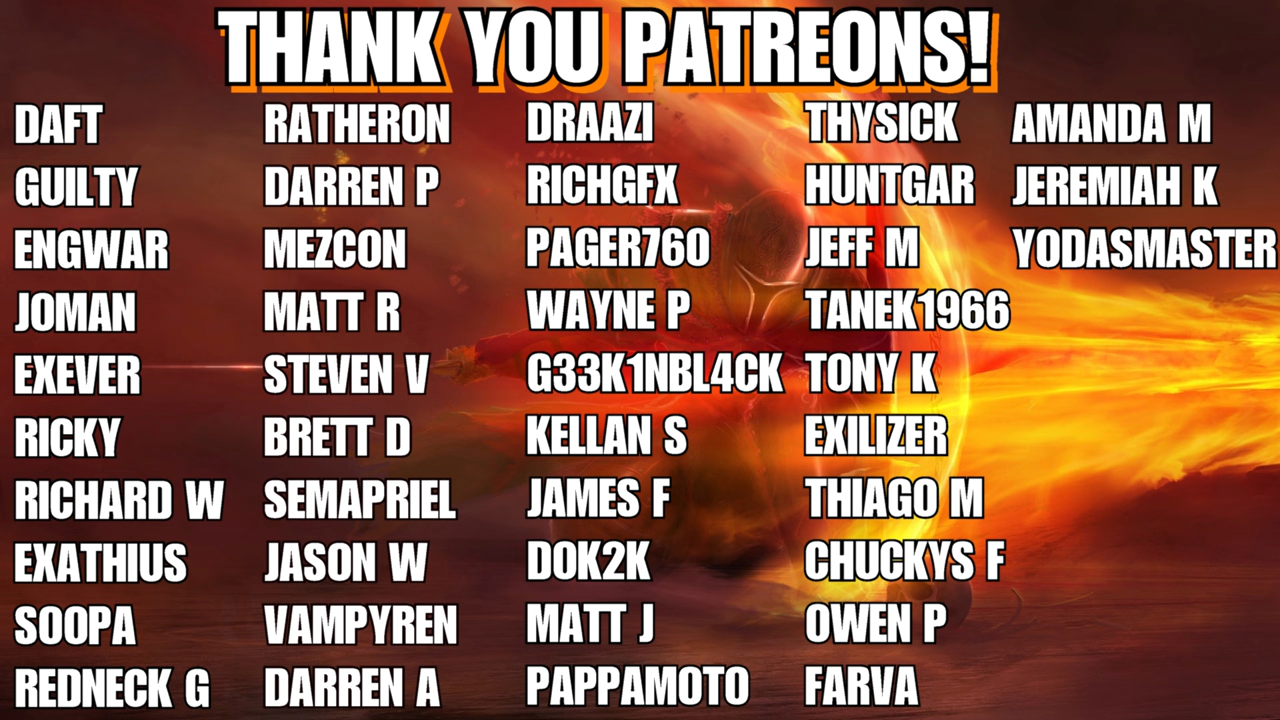 THANK YOU PATREONS!
DAFT
GUILTY
ENGWAR
JOMAN
EXEVER
RICKY
RICHARD W
EXATHIUS
SOOPA
REDNECK G
RATHERON
DARREN P
MEZCON
MATT R
STEVEN V
BRETT D
SEMAPRIEL
JASON W
VAMPYREN
DARREN A
DRAAZI
RICHGFX
PAGER760
WAYNE P
G33K1NBL4CK
KELLAN S
JAMES F
DOK2K
MATT J
PAPPAMOTO
THYSICK
HUNTGAR
JEFF M
TANEK1966
TONY K
EXILIZER
THIAGO M
CHUCKYS F
OWEN P
FARVA
AMANDA M
JEREMIAH K
YODASMASTER